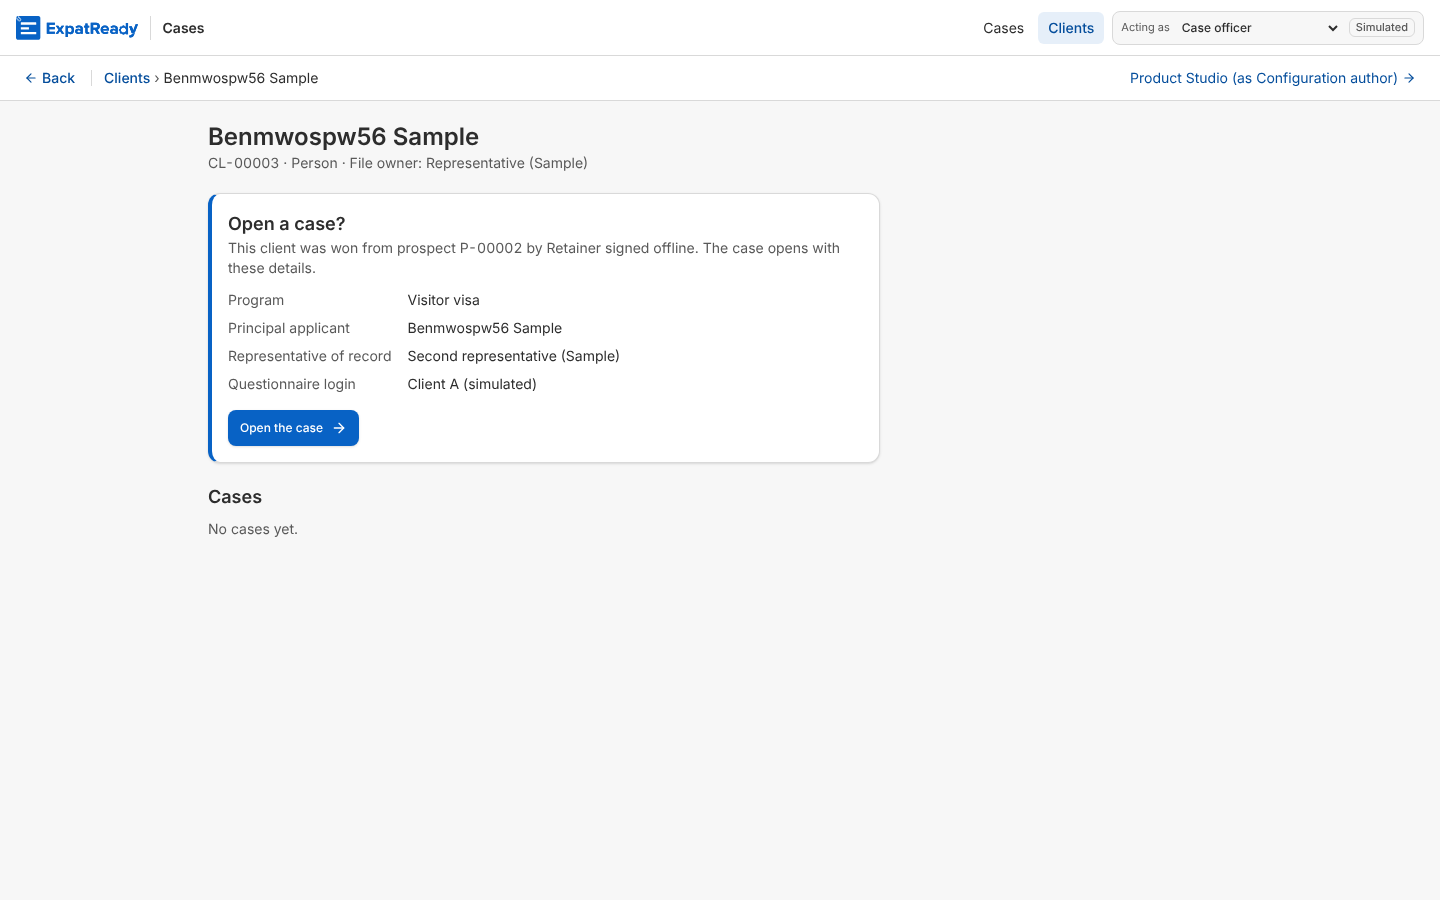 ExpatReady Cases Cases Clients Acting as Case officer Simulated
← Back Clients › Benmwospw56 Sample Product Studio (as Configuration author) →
Benmwospw56 Sample
CL-00003 · Person · File owner: Representative (Sample)
Open a case?
This client was won from prospect P-00002 by Retainer signed offline. The case opens with
these details.
Program Visitor visa
Principal applicant Benmwospw56 Sample
Representative of record Second representative (Sample)
Questionnaire login Client A (simulated)
Open the case →
Cases
No cases yet.